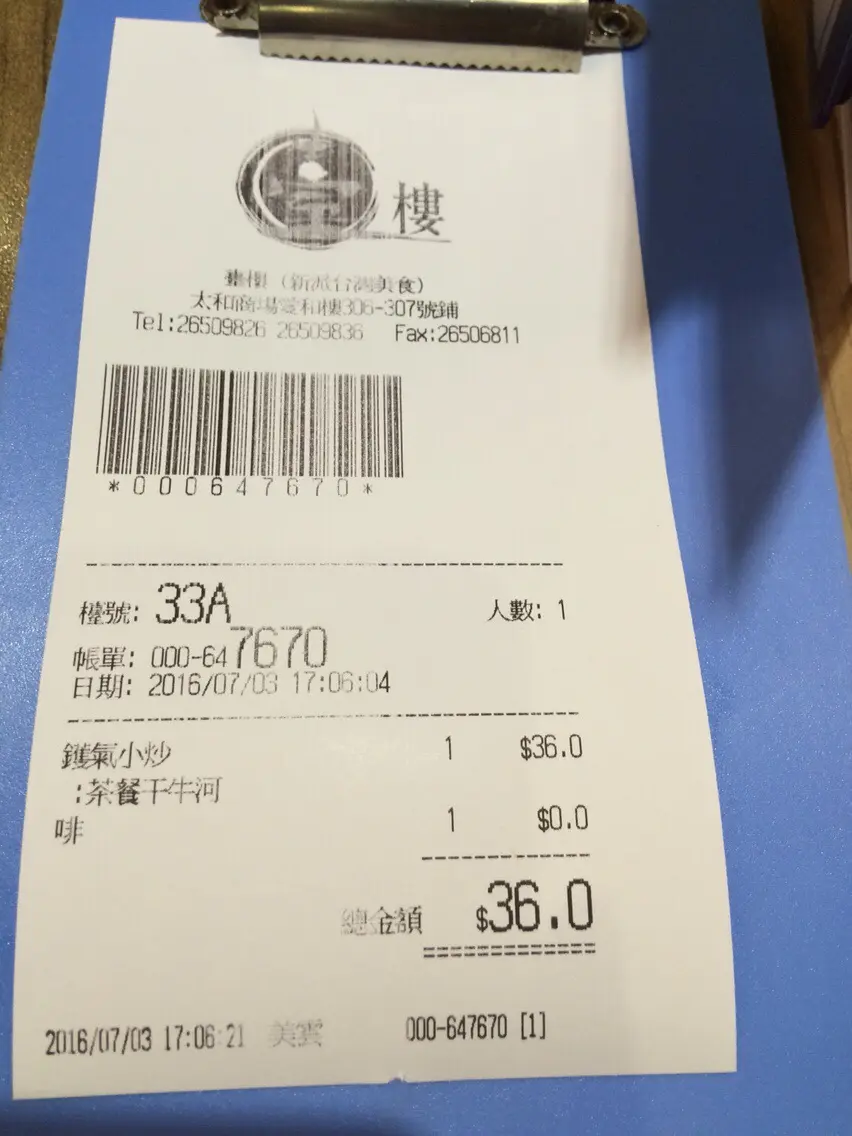 樓
樓（新派台灣美食）
太和商場愛和樓306-307號鋪
Tel:26509826 26509836 Fax:26506811
*000647670*
檯號: 33A 人數: 1
帳單: 000-647670
日期: 2016/07/03 17:06:04
鑊氣小炒 1 $36.0
:茶餐干牛河
啡 1 $0.0
總金額 $36.0
2016/07/03 17:06:21 美雲 000-647670 [1]